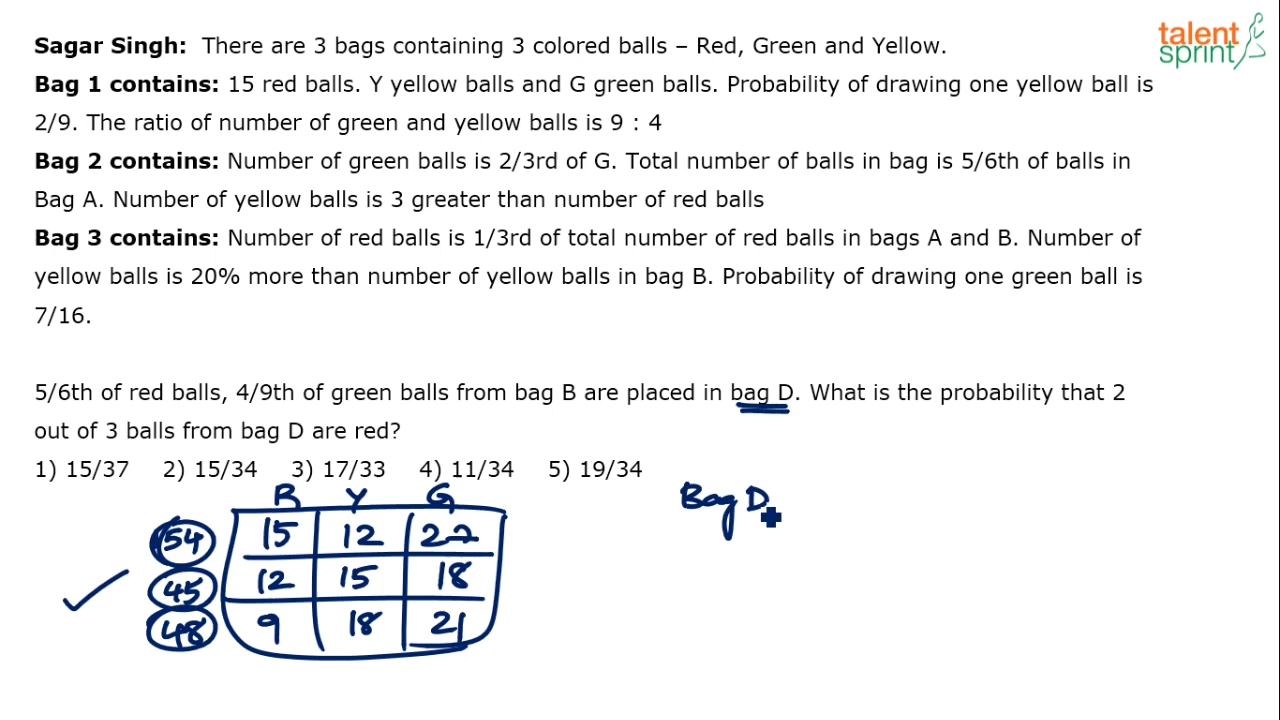 talent
sprint
Sagar Singh: There are 3 bags containing 3 colored balls – Red, Green and Yellow.
Bag 1 contains: 15 red balls. Y yellow balls and G green balls. Probability of drawing one yellow ball is
2/9. The ratio of number of green and yellow balls is 9 : 4
Bag 2 contains: Number of green balls is 2/3rd of G. Total number of balls in bag is 5/6th of balls in
Bag A. Number of yellow balls is 3 greater than number of red balls
Bag 3 contains: Number of red balls is 1/3rd of total number of red balls in bags A and B. Number of
yellow balls is 20% more than number of yellow balls in bag B. Probability of drawing one green ball is
7/16.
5/6th of red balls, 4/9th of green balls from bag B are placed in bag D. What is the probability that 2
out of 3 balls from bag D are red?
1) 15/37 2) 15/34 3) 17/33 4) 11/34 5) 19/34
R Y G
Bag D
54 15 12 27
45 12 15 18
48 9 18 21